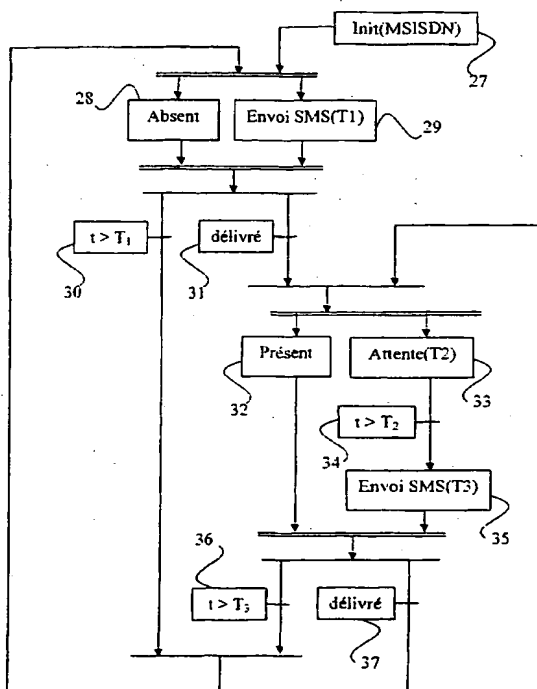 Init(MSISDN)
27
28
Absent
Envoi SMS(T1)
29
t > T₁
délivré
30
31
Présent
Attente(T2)
32
33
t > T₂
34
Envoi SMS(T3)
35
36
t > T₃
délivré
37